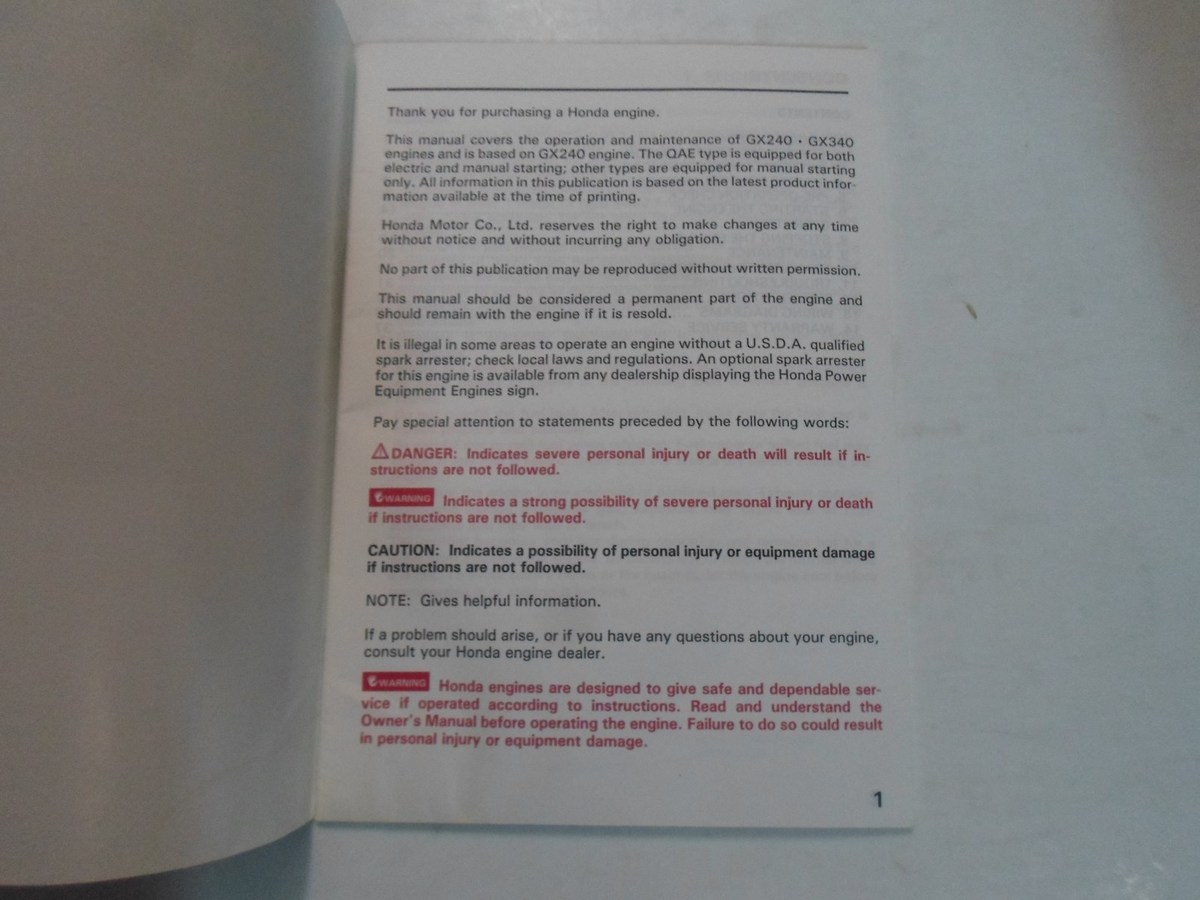 Thank you for purchasing a Honda engine.
This manual covers the operation and maintenance of GX240 · GX340
engines and is based on GX240 engine. The QAE type is equipped for both
electric and manual starting; other types are equipped for manual starting
only. All information in this publication is based on the latest product infor-
mation available at the time of printing.
Honda Motor Co., Ltd. reserves the right to make changes at any time
without notice and without incurring any obligation.
No part of this publication may be reproduced without written permission.
This manual should be considered a permanent part of the engine and
should remain with the engine if it is resold.
It is illegal in some areas to operate an engine without a U.S.D.A. qualified
spark arrester; check local laws and regulations. An optional spark arrester
for this engine is available from any dealership displaying the Honda Power
Equipment Engines sign.
Pay special attention to statements preceded by the following words:
⚠DANGER: Indicates severe personal injury or death will result if in-
structions are not followed.
WARNING Indicates a strong possibility of severe personal injury or death
if instructions are not followed.
CAUTION: Indicates a possibility of personal injury or equipment damage
if instructions are not followed.
NOTE: Gives helpful information.
If a problem should arise, or if you have any questions about your engine,
consult your Honda engine dealer.
WARNING Honda engines are designed to give safe and dependable ser-
vice if operated according to instructions. Read and understand the
Owner's Manual before operating the engine. Failure to do so could result
in personal injury or equipment damage.
1